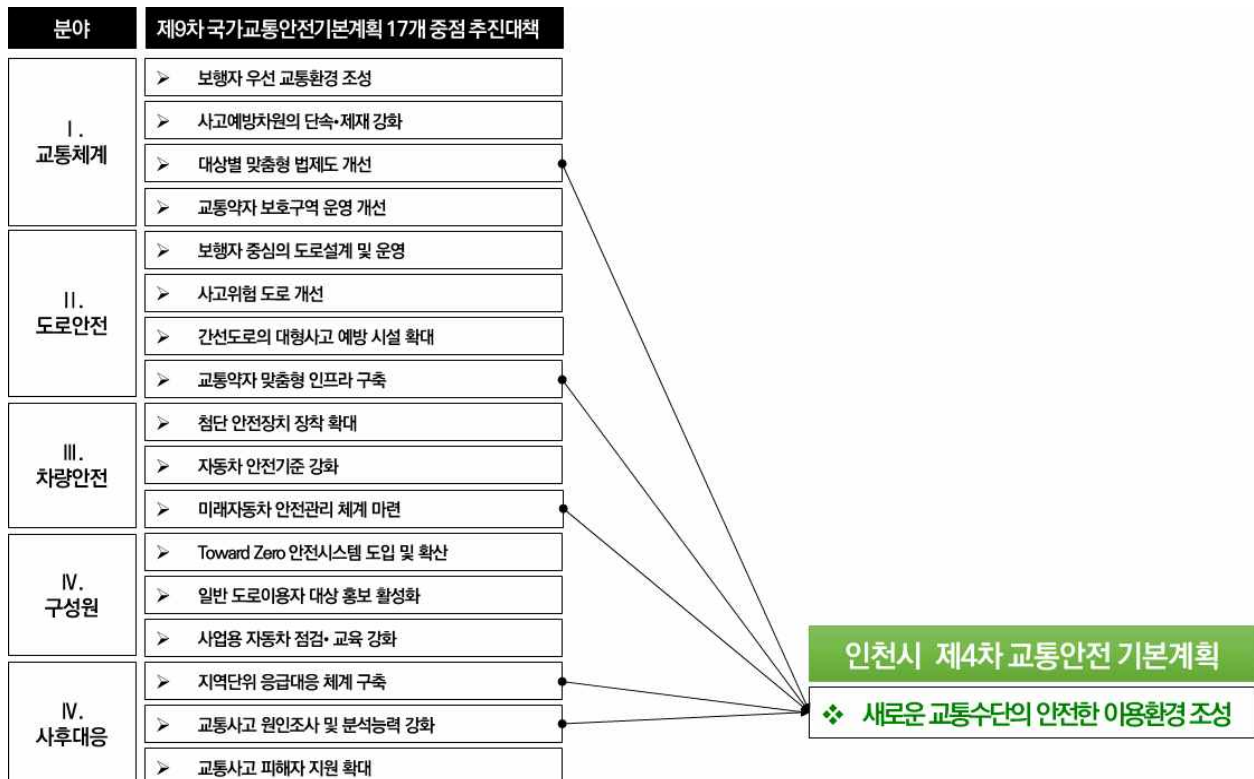 분야
제9차 국가교통안전기본계획 17개 중점 추진대책
Ⅰ.
교통체계
➢ 보행자 우선 교통환경 조성
➢ 사고예방차원의 단속•제재 강화
➢ 대상별 맞춤형 법제도 개선
➢ 교통약자 보호구역 운영 개선
Ⅱ.
도로안전
➢ 보행자 중심의 도로설계 및 운영
➢ 사고위험 도로 개선
➢ 간선도로의 대형사고 예방 시설 확대
➢ 교통약자 맞춤형 인프라 구축
Ⅲ.
차량안전
➢ 첨단 안전장치 장착 확대
➢ 자동차 안전기준 강화
➢ 미래자동차 안전관리 체계 마련
Ⅳ.
구성원
➢ Toward Zero 안전시스템 도입 및 확산
➢ 일반 도로이용자 대상 홍보 활성화
➢ 사업용 자동차 점검• 교육 강화
Ⅳ.
사후대응
➢ 지역단위 응급대응 체계 구축
➢ 교통사고 원인조사 및 분석능력 강화
➢ 교통사고 피해자 지원 확대
인천시 제4차 교통안전 기본계획
❖ 새로운 교통수단의 안전한 이용환경 조성